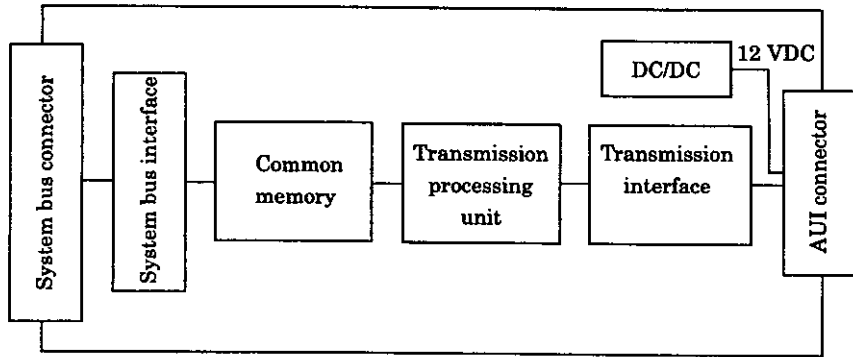 System bus connector
System bus interface
Common
memory
Transmission
processing
unit
Transmission
interface
DC/DC
12 VDC
AUI connector